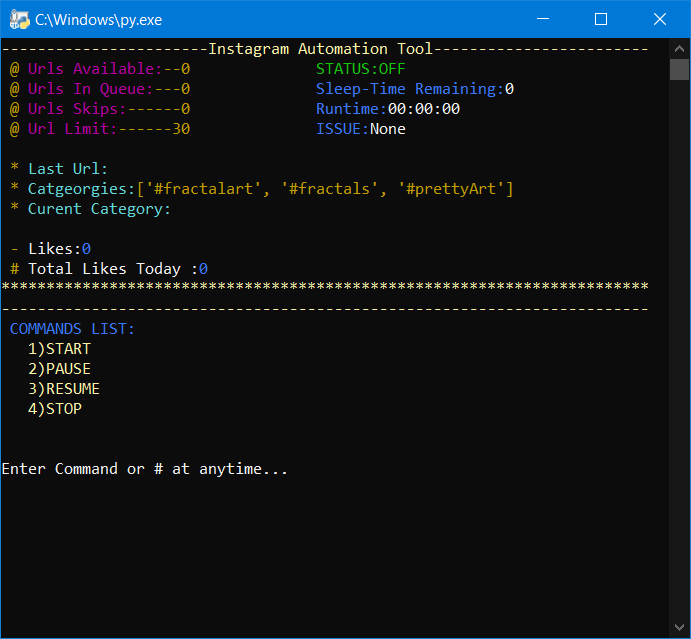 C:\Windows\py.exe
-----------------------Instagram Automation Tool------------------------
@ Urls Available:--0 STATUS:OFF
@ Urls In Queue:---0 Sleep-Time Remaining:0
@ Urls Skips:------0 Runtime:00:00:00
@ Url Limit:------30 ISSUE:None
* Last Url:
* Catgeorgies:['#fractalart', '#fractals', '#prettyArt']
* Curent Category:
- Likes:0
# Total Likes Today :0
************************************************************************
------------------------------------------------------------------------
COMMANDS LIST:
1)START
2)PAUSE
3)RESUME
4)STOP
Enter Command or # at anytime...